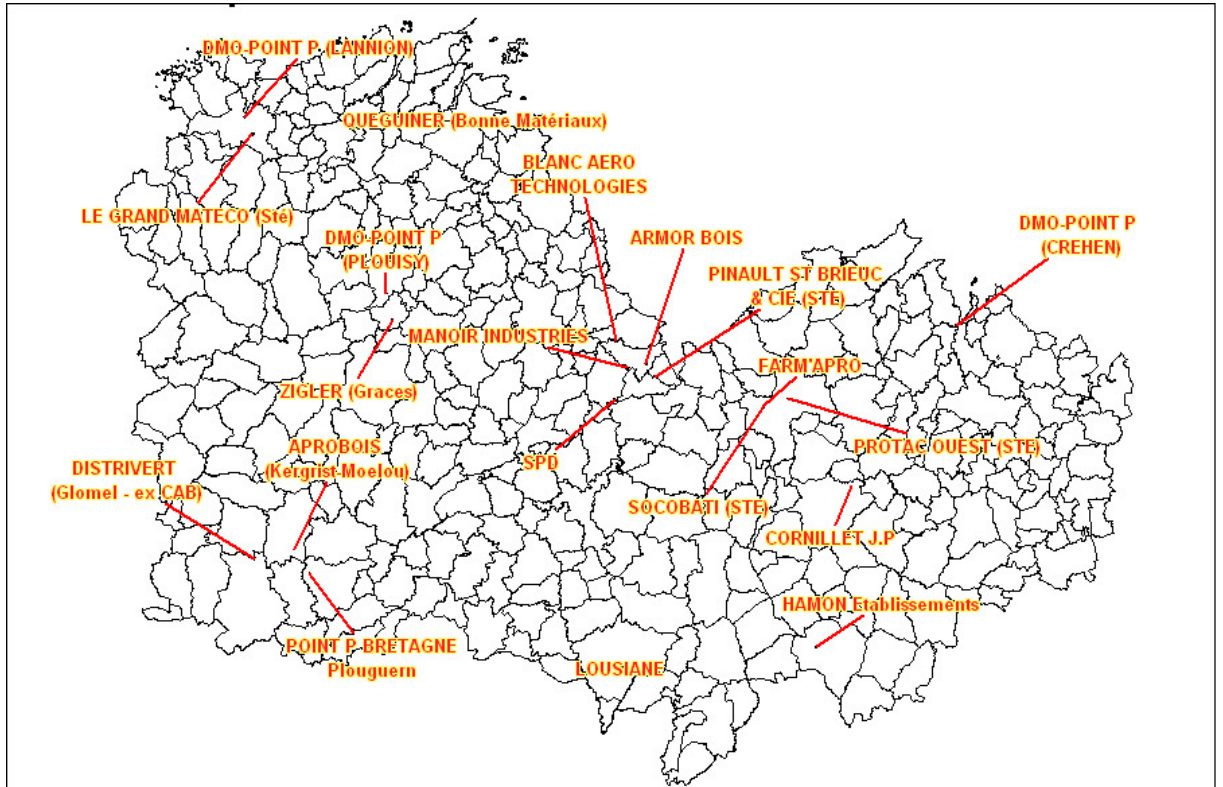 DMO-POINT P (LANNION)
QUEGUINER (Bonne Matériaux)
BLANC AERO
TECHNOLOGIES
LE GRAND MATECO (Sté)
DMO-POINT P
(PLOUISY)
ARMOR BOIS
DMO-POINT P
(CREHEN)
PINAULT ST BRIEUC
& CIE (STE)
MANOIR INDUSTRIES
FARM'APRO
ZIGLER (Graces)
APROBOIS
(Kergrist-Moelou)
DISTRIVERT
(Glomel - ex CAB)
SPD
PROTAC OUEST (STE)
SOCOBATI (STE)
CORNILLET J.P
HAMON Etablissements
POINT P BRETAGNE
Plouguern
LOUSIANE